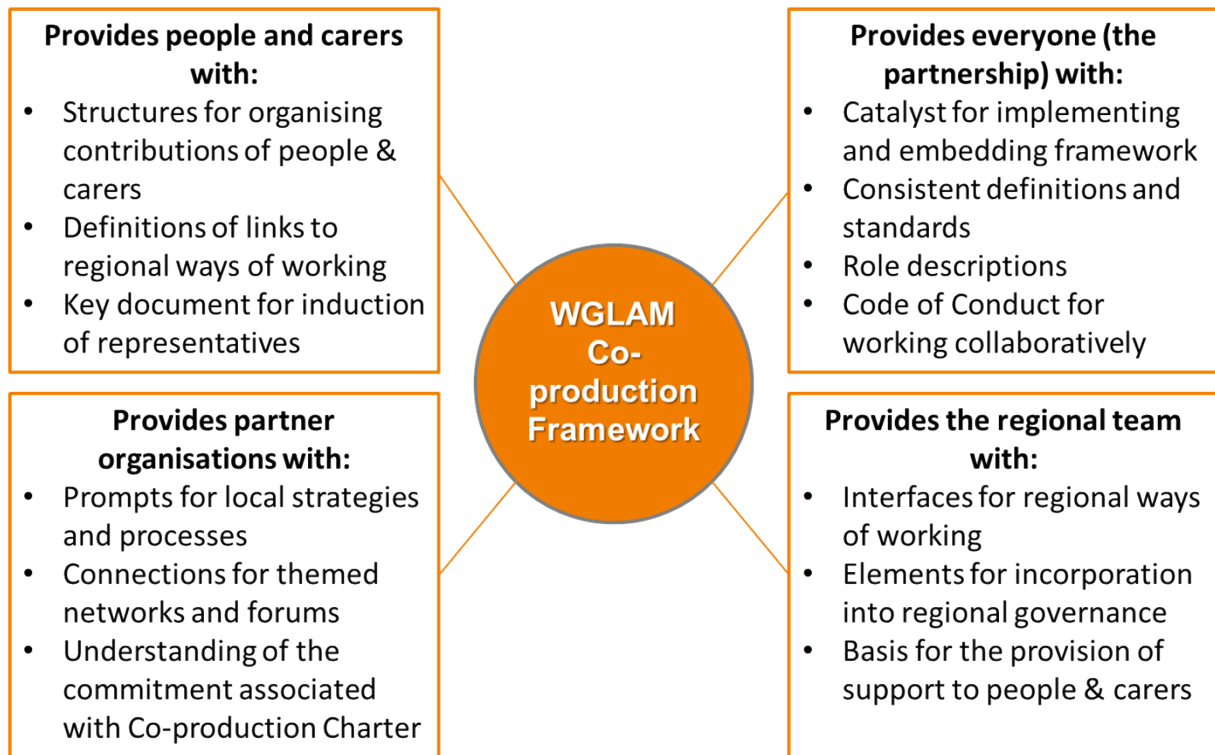 Provides people and carers
with:
• Structures for organising
contributions of people &
carers
• Definitions of links to
regional ways of working
• Key document for induction
of representatives
Provides everyone (the
partnership) with:
• Catalyst for implementing
and embedding framework
• Consistent definitions and
standards
• Role descriptions
• Code of Conduct for
working collaboratively
WGLAM
Co-
production
Framework
Provides partner
organisations with:
• Prompts for local strategies
and processes
• Connections for themed
networks and forums
• Understanding of the
commitment associated
with Co-production Charter
Provides the regional team
with:
• Interfaces for regional ways
of working
• Elements for incorporation
into regional governance
• Basis for the provision of
support to people & carers